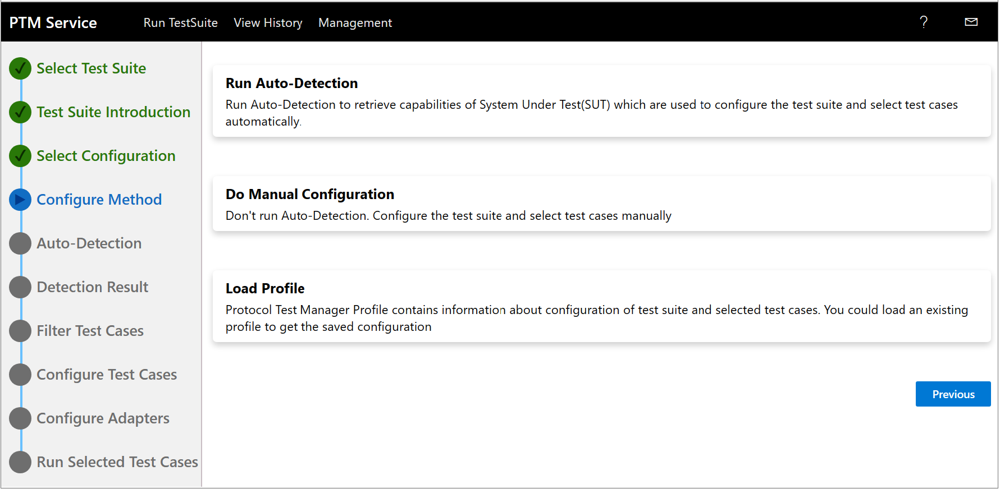 PTM Service
Run TestSuite
View History
Management
?
Select Test Suite
Test Suite Introduction
Select Configuration
Configure Method
Auto-Detection
Detection Result
Filter Test Cases
Configure Test Cases
Configure Adapters
Run Selected Test Cases
Run Auto-Detection
Run Auto-Detection to retrieve capabilities of System Under Test(SUT) which are used to configure the test suite and select test cases
automatically.
Do Manual Configuration
Don't run Auto-Detection. Configure the test suite and select test cases manually
Load Profile
Protocol Test Manager Profile contains information about configuration of test suite and selected test cases. You could load an existing
profile to get the saved configuration
Previous